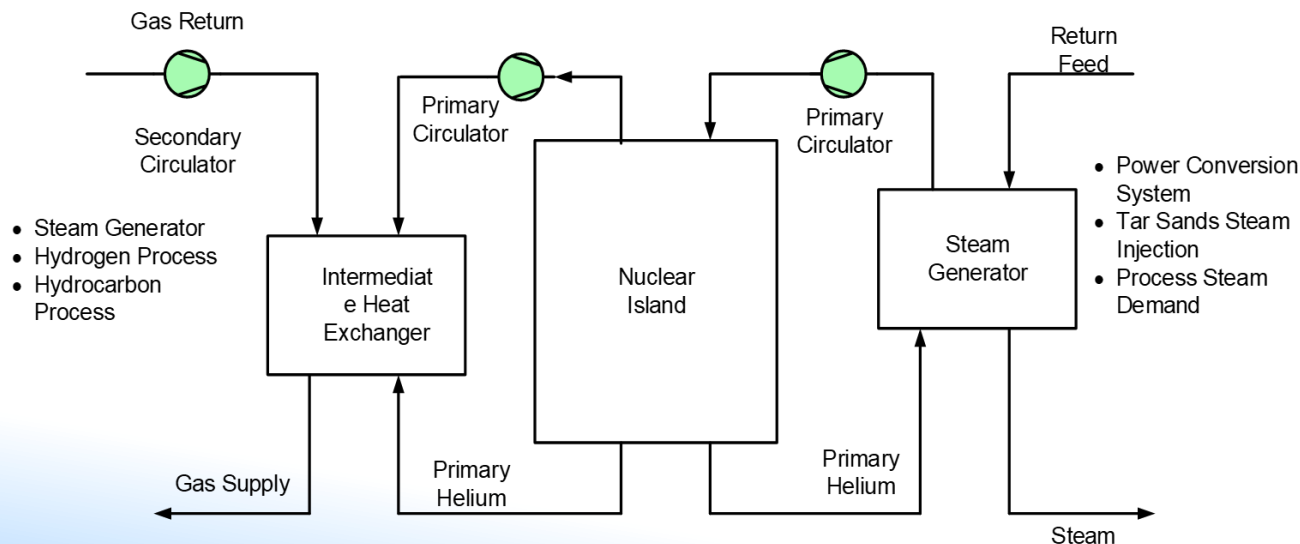 Gas Return
Secondary
Circulator
• Steam Generator
• Hydrogen Process
• Hydrocarbon
Process
Primary
Circulator
Intermediat
e Heat
Exchanger
Gas Supply
Primary
Helium
Nuclear
Island
Primary
Circulator
Return
Feed
Steam
Generator
• Power Conversion
System
• Tar Sands Steam
Injection
• Process Steam
Demand
Primary
Helium
Steam